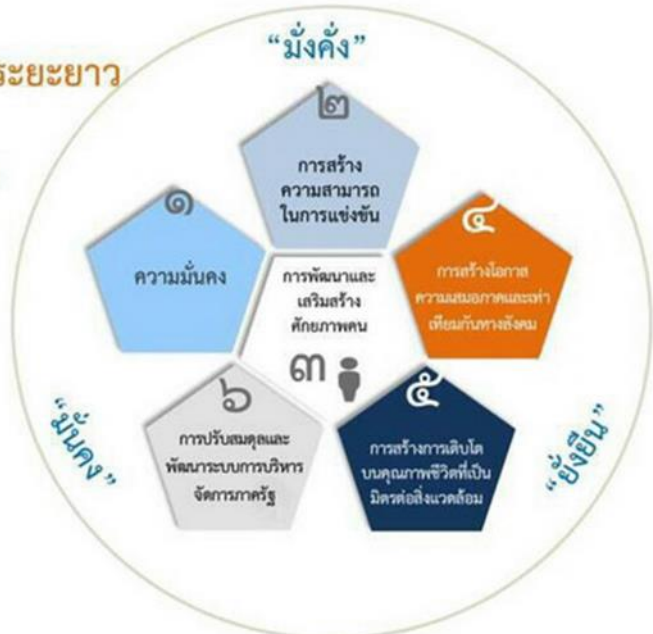 “มั่งคั่ง”
ระยะยาว
๒
การสร้าง
ความสามารถ
ในการแข่งขัน
๑
ความมั่นคง
การพัฒนาและ
เสริมสร้าง
ศักยภาพคน
๓
๔
การสร้างโอกาส
ความเสมอภาคและเท่า
เทียมกันทางสังคม
๖
การปรับสมดุลและ
พัฒนาระบบการบริหาร
จัดการภาครัฐ
๕
การสร้างการเติบโต
บนคุณภาพชีวิตที่เป็น
มิตรต่อสิ่งแวดล้อม
“มั่นคง”
“ยั่งยืน”